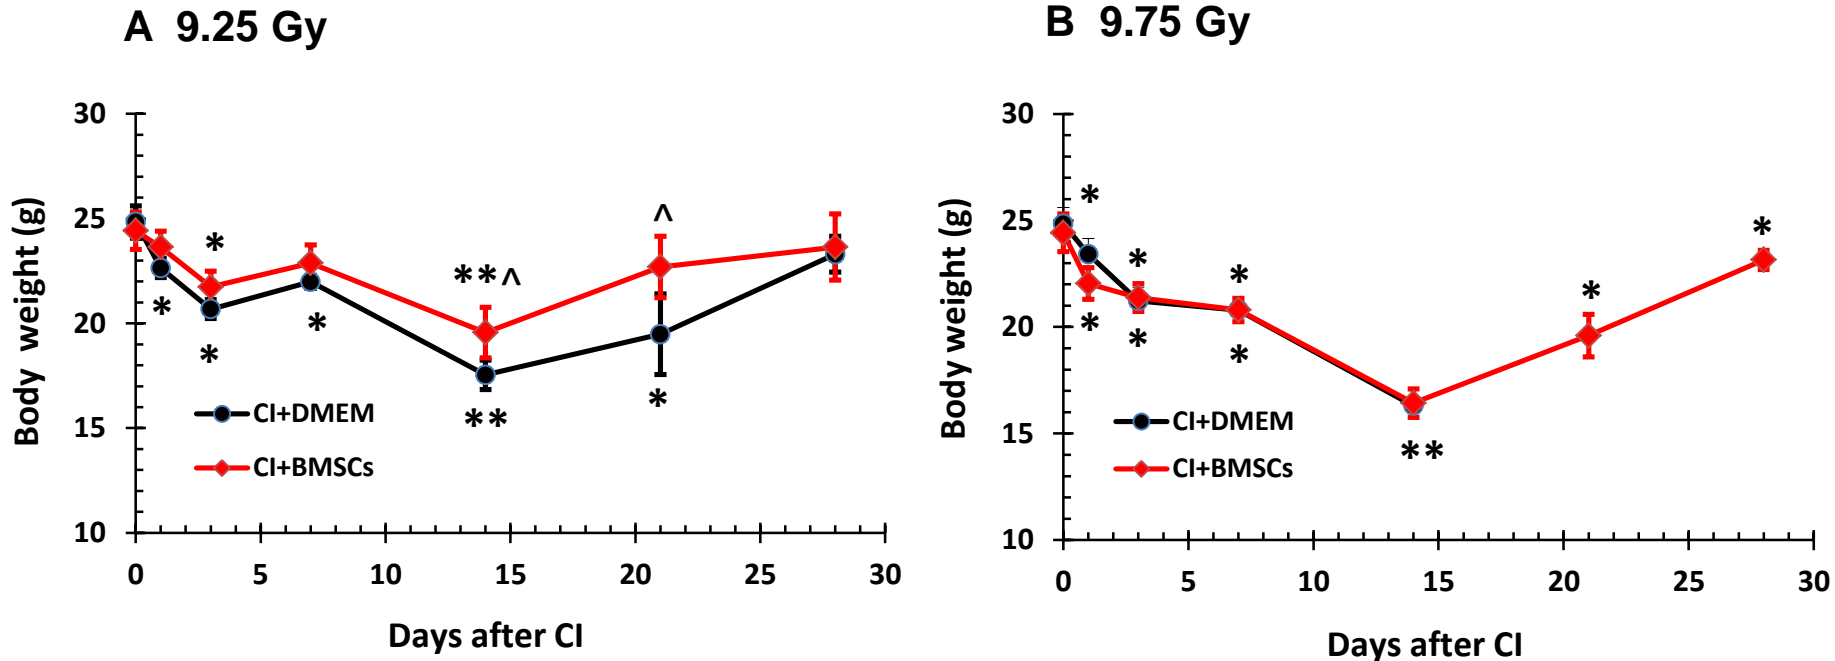 A 9.25 Gy
30
25
20
15
10
Body weight (g)
*
*
*
*
**^
**
^
*
CI+DMEM
CI+BMSCs
0 5 10 15 20 25 30
Days after CI
B 9.75 Gy
30
25
20
15
10
Body weight (g)
*
*
*
*
*
*
**
*
*
CI+DMEM
CI+BMSCs
0 5 10 15 20 25 30
Days after CI